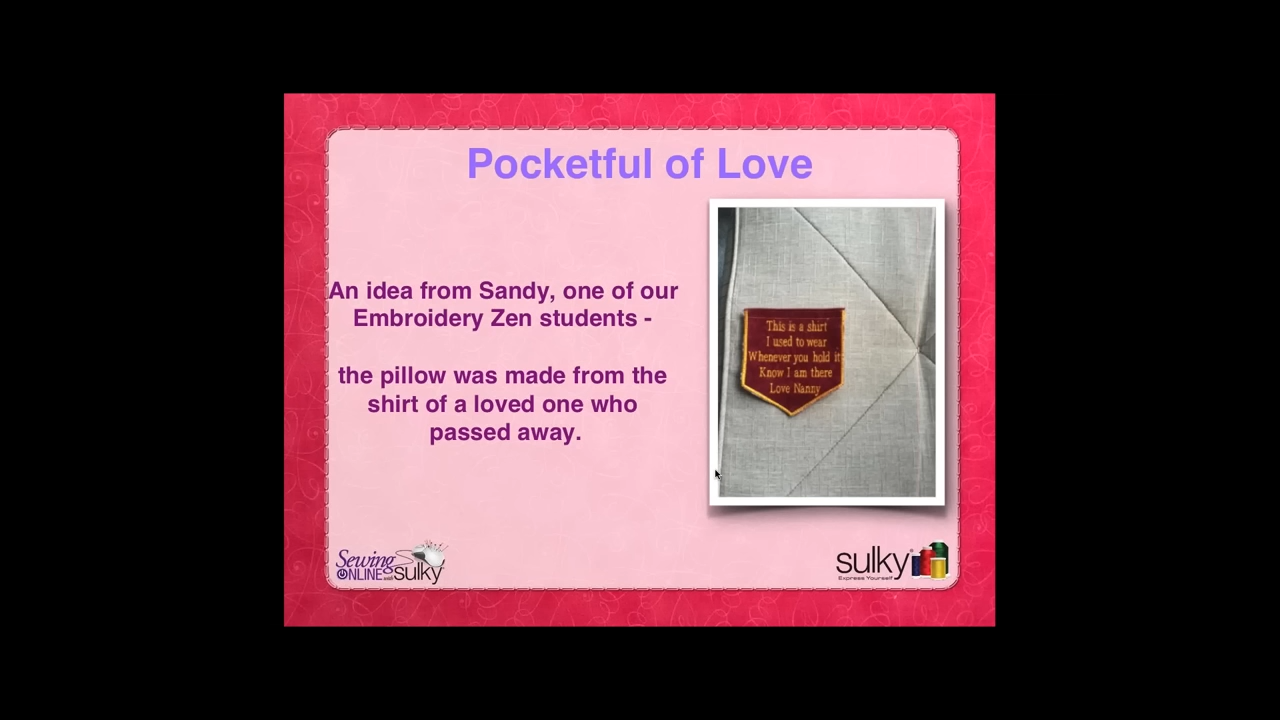 Pocketful of Love
An idea from Sandy, one of our
Embroidery Zen students -
the pillow was made from the
shirt of a loved one who
passed away.
This is a shirt
I used to wear
Whenever you hold it
Know I am there
Love Nanny
Sewing
ONLINE with sulky
sulky
Express Yourself